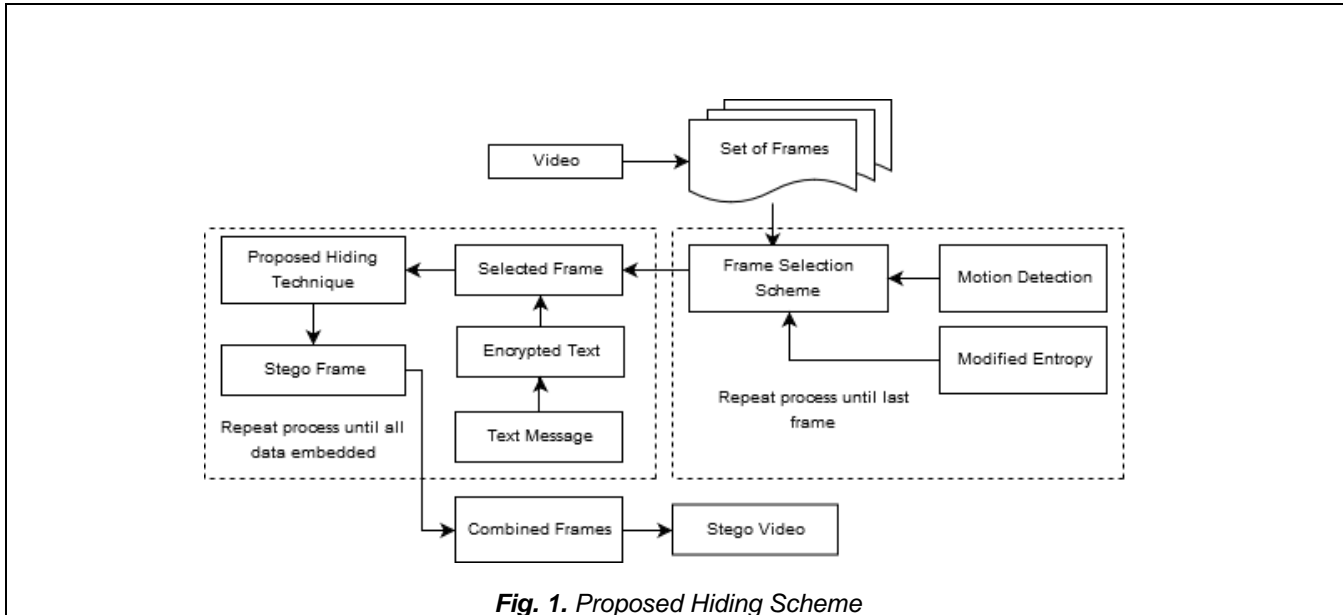 Video
Set of Frames
Proposed Hiding
Technique
Selected Frame
Frame Selection
Scheme
Motion Detection
Encrypted Text
Modified Entropy
Stego Frame
Repeat process until last
frame
Repeat process until all
data embedded
Text Message
Combined Frames
Stego Video
Fig. 1. Proposed Hiding Scheme